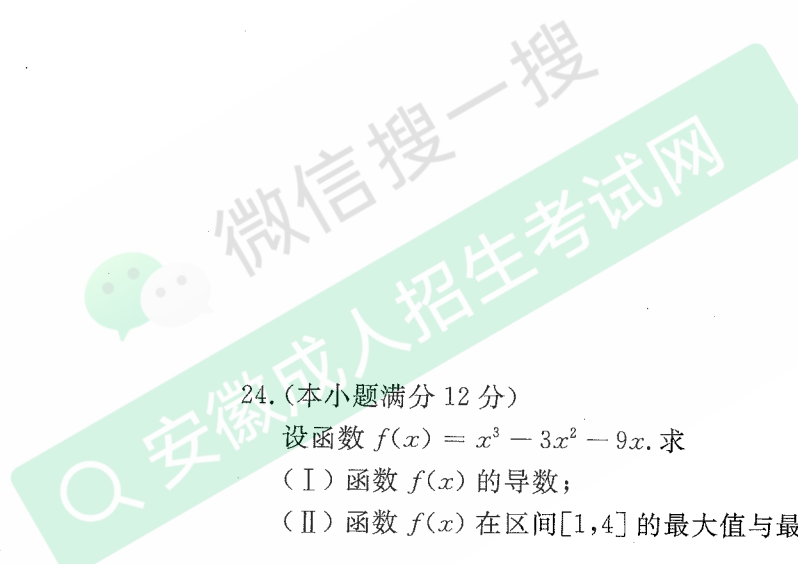 微信搜一搜
安徽成人招生考试网
24.(本小题满分 12 分)
设函数 f(x) = x³ − 3x² − 9x. 求
(Ⅰ) 函数 f(x) 的导数;
(Ⅱ) 函数 f(x) 在区间[1,4] 的最大值与最